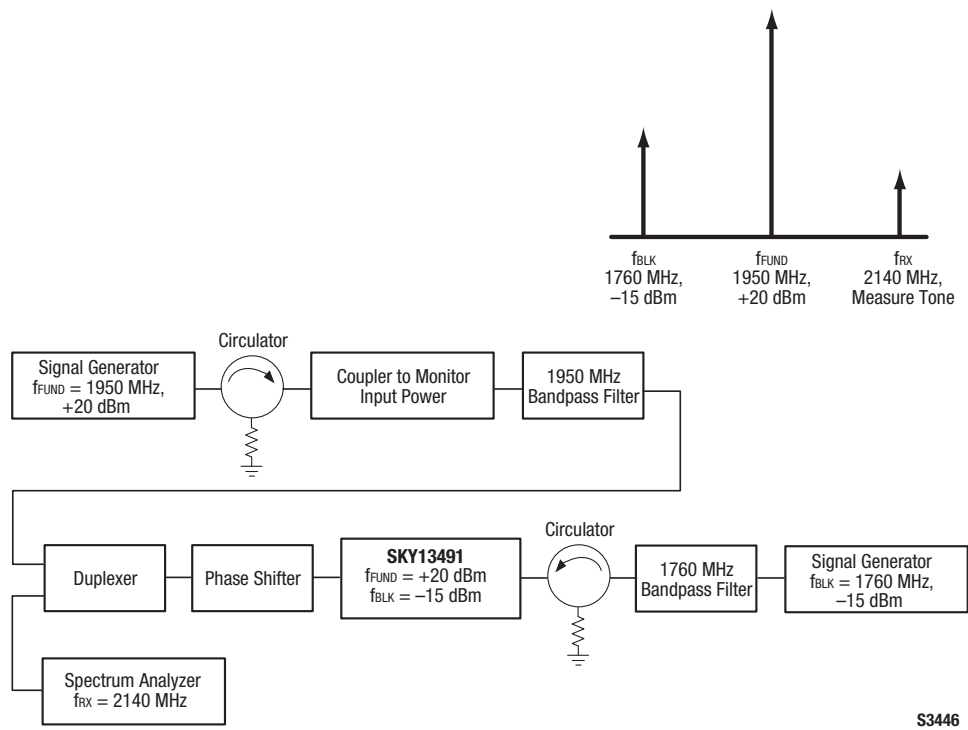 fBLK
1760 MHz,
–15 dBm
fFUND
1950 MHz,
+20 dBm
fRX
2140 MHz,
Measure Tone
Circulator
Signal Generator
fFUND = 1950 MHz,
+20 dBm
Coupler to Monitor
Input Power
1950 MHz
Bandpass Filter
Circulator
Duplexer
Phase Shifter
SKY13491
fFUND = +20 dBm
fBLK = –15 dBm
1760 MHz
Bandpass Filter
Signal Generator
fBLK = 1760 MHz,
–15 dBm
Spectrum Analyzer
fRX = 2140 MHz
S3446